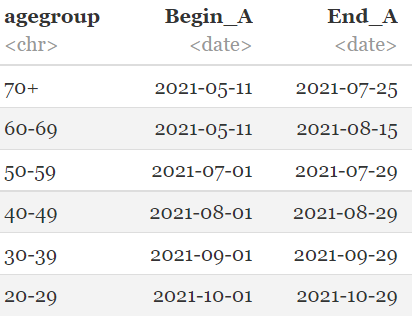 agegroup Begin_A End_A
<chr> <date> <date>
70+ 2021-05-11 2021-07-25
60-69 2021-05-11 2021-08-15
50-59 2021-07-01 2021-07-29
40-49 2021-08-01 2021-08-29
30-39 2021-09-01 2021-09-29
20-29 2021-10-01 2021-10-29